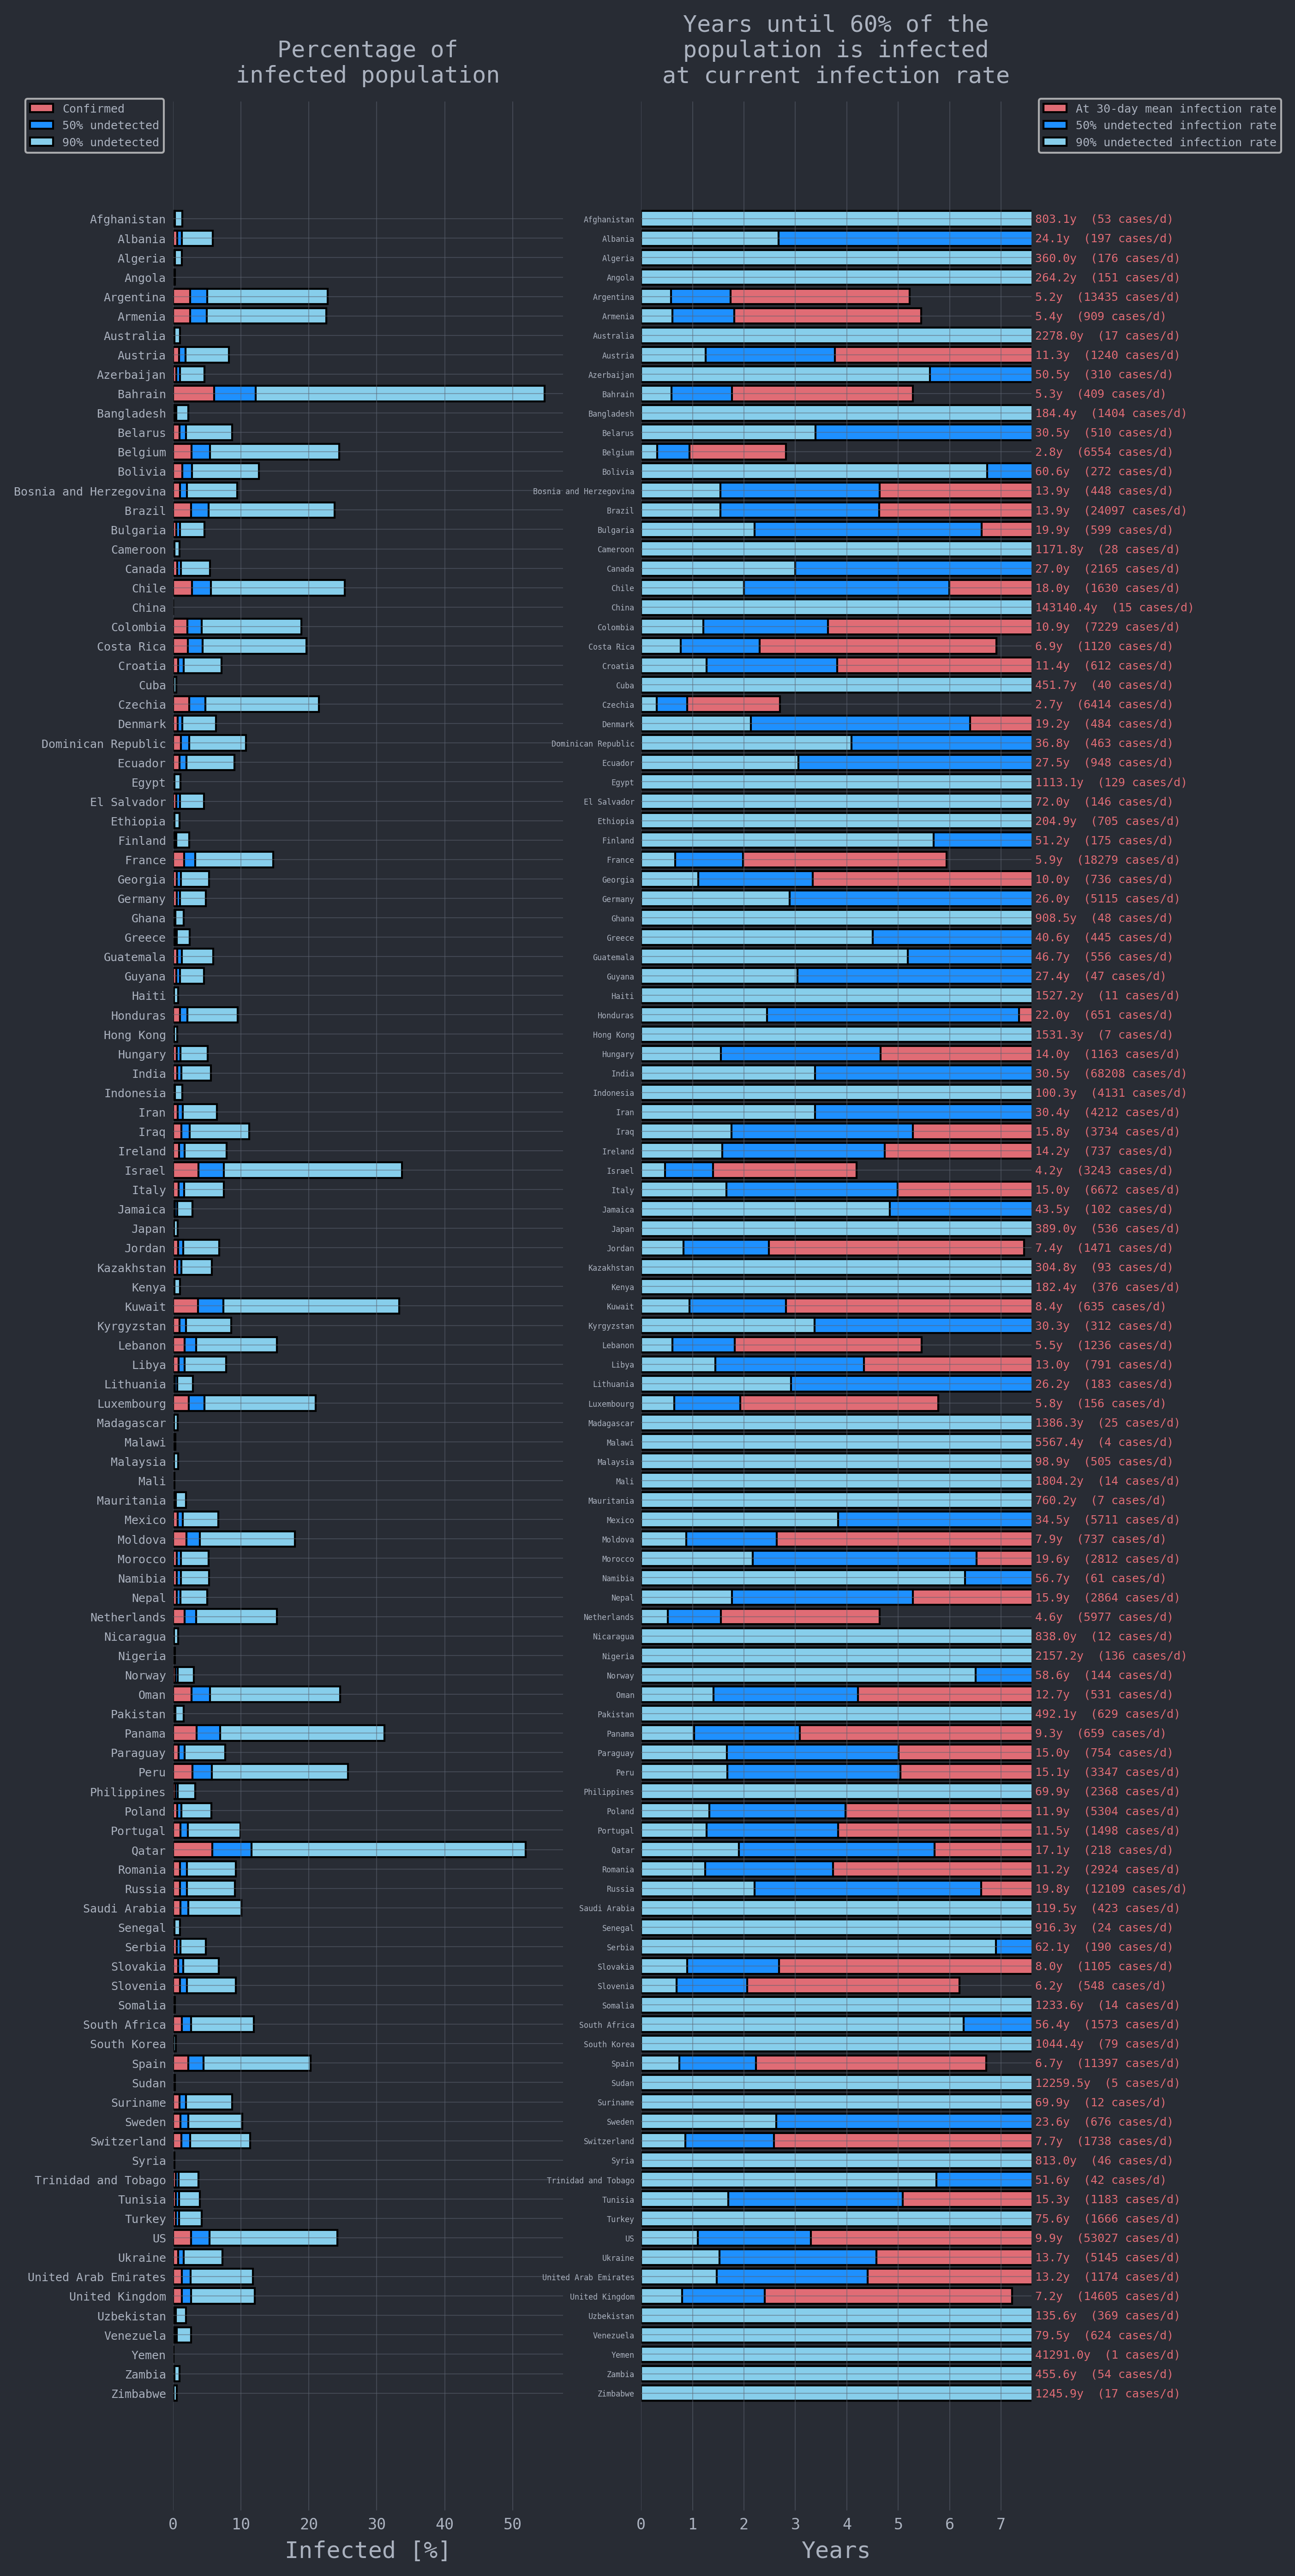 Percentage of
infected population
Years until 60% of the
population is infected
at current infection rate
Confirmed
50% undetected
90% undetected
At 30-day mean infection rate
50% undetected infection rate
90% undetected infection rate
Afghanistan Afghanistan 803.1y (53 cases/d)
Albania Albania 24.1y (197 cases/d)
Algeria Algeria 360.0y (176 cases/d)
Angola Angola 264.2y (151 cases/d)
Argentina Argentina 5.2y (13435 cases/d)
Armenia Armenia 5.4y (909 cases/d)
Australia Australia 2278.0y (17 cases/d)
Austria Austria 11.3y (1240 cases/d)
Azerbaijan Azerbaijan 50.5y (310 cases/d)
Bahrain Bahrain 5.3y (409 cases/d)
Bangladesh Bangladesh 184.4y (1404 cases/d)
Belarus Belarus 30.5y (510 cases/d)
Belgium Belgium 2.8y (6554 cases/d)
Bolivia Bolivia 60.6y (272 cases/d)
Bosnia and Herzegovina Bosnia and Herzegovina 13.9y (448 cases/d)
Brazil Brazil 13.9y (24097 cases/d)
Bulgaria Bulgaria 19.9y (599 cases/d)
Cameroon Cameroon 1171.8y (28 cases/d)
Canada Canada 27.0y (2165 cases/d)
Chile Chile 18.0y (1630 cases/d)
China China 143140.4y (15 cases/d)
Colombia Colombia 10.9y (7229 cases/d)
Costa Rica Costa Rica 6.9y (1120 cases/d)
Croatia Croatia 11.4y (612 cases/d)
Cuba Cuba 451.7y (40 cases/d)
Czechia Czechia 2.7y (6414 cases/d)
Denmark Denmark 19.2y (484 cases/d)
Dominican Republic Dominican Republic 36.8y (463 cases/d)
Ecuador Ecuador 27.5y (948 cases/d)
Egypt Egypt 1113.1y (129 cases/d)
El Salvador El Salvador 72.0y (146 cases/d)
Ethiopia Ethiopia 204.9y (705 cases/d)
Finland Finland 51.2y (175 cases/d)
France France 5.9y (18279 cases/d)
Georgia Georgia 10.0y (736 cases/d)
Germany Germany 26.0y (5115 cases/d)
Ghana Ghana 908.5y (48 cases/d)
Greece Greece 40.6y (445 cases/d)
Guatemala Guatemala 46.7y (556 cases/d)
Guyana Guyana 27.4y (47 cases/d)
Haiti Haiti 1527.2y (11 cases/d)
Honduras Honduras 22.0y (651 cases/d)
Hong Kong Hong Kong 1531.3y (7 cases/d)
Hungary Hungary 14.0y (1163 cases/d)
India India 30.5y (68208 cases/d)
Indonesia Indonesia 100.3y (4131 cases/d)
Iran Iran 30.4y (4212 cases/d)
Iraq Iraq 15.8y (3734 cases/d)
Ireland Ireland 14.2y (737 cases/d)
Israel Israel 4.2y (3243 cases/d)
Italy Italy 15.0y (6672 cases/d)
Jamaica Jamaica 43.5y (102 cases/d)
Japan Japan 389.0y (536 cases/d)
Jordan Jordan 7.4y (1471 cases/d)
Kazakhstan Kazakhstan 304.8y (93 cases/d)
Kenya Kenya 182.4y (376 cases/d)
Kuwait Kuwait 8.4y (635 cases/d)
Kyrgyzstan Kyrgyzstan 30.3y (312 cases/d)
Lebanon Lebanon 5.5y (1236 cases/d)
Libya Libya 13.0y (791 cases/d)
Lithuania Lithuania 26.2y (183 cases/d)
Luxembourg Luxembourg 5.8y (156 cases/d)
Madagascar Madagascar 1386.3y (25 cases/d)
Malawi Malawi 5567.4y (4 cases/d)
Malaysia Malaysia 98.9y (505 cases/d)
Mali Mali 1804.2y (14 cases/d)
Mauritania Mauritania 760.2y (7 cases/d)
Mexico Mexico 34.5y (5711 cases/d)
Moldova Moldova 7.9y (737 cases/d)
Morocco Morocco 19.6y (2812 cases/d)
Namibia Namibia 56.7y (61 cases/d)
Nepal Nepal 15.9y (2864 cases/d)
Netherlands Netherlands 4.6y (5977 cases/d)
Nicaragua Nicaragua 838.0y (12 cases/d)
Nigeria Nigeria 2157.2y (136 cases/d)
Norway Norway 58.6y (144 cases/d)
Oman Oman 12.7y (531 cases/d)
Pakistan Pakistan 492.1y (629 cases/d)
Panama Panama 9.3y (659 cases/d)
Paraguay Paraguay 15.0y (754 cases/d)
Peru Peru 15.1y (3347 cases/d)
Philippines Philippines 69.9y (2368 cases/d)
Poland Poland 11.9y (5304 cases/d)
Portugal Portugal 11.5y (1498 cases/d)
Qatar Qatar 17.1y (218 cases/d)
Romania Romania 11.2y (2924 cases/d)
Russia Russia 19.8y (12109 cases/d)
Saudi Arabia Saudi Arabia 119.5y (423 cases/d)
Senegal Senegal 916.3y (24 cases/d)
Serbia Serbia 62.1y (190 cases/d)
Slovakia Slovakia 8.0y (1105 cases/d)
Slovenia Slovenia 6.2y (548 cases/d)
Somalia Somalia 1233.6y (14 cases/d)
South Africa South Africa 56.4y (1573 cases/d)
South Korea South Korea 1044.4y (79 cases/d)
Spain Spain 6.7y (11397 cases/d)
Sudan Sudan 12259.5y (5 cases/d)
Suriname Suriname 69.9y (12 cases/d)
Sweden Sweden 23.6y (676 cases/d)
Switzerland Switzerland 7.7y (1738 cases/d)
Syria Syria 813.0y (46 cases/d)
Trinidad and Tobago Trinidad and Tobago 51.6y (42 cases/d)
Tunisia Tunisia 15.3y (1183 cases/d)
Turkey Turkey 75.6y (1666 cases/d)
US US 9.9y (53027 cases/d)
Ukraine Ukraine 13.7y (5145 cases/d)
United Arab Emirates United Arab Emirates 13.2y (1174 cases/d)
United Kingdom United Kingdom 7.2y (14605 cases/d)
Uzbekistan Uzbekistan 135.6y (369 cases/d)
Venezuela Venezuela 79.5y (624 cases/d)
Yemen Yemen 41291.0y (1 cases/d)
Zambia Zambia 455.6y (54 cases/d)
Zimbabwe Zimbabwe 1245.9y (17 cases/d)
0 10 20 30 40 50 0 1 2 3 4 5 6 7
Infected [%] Years